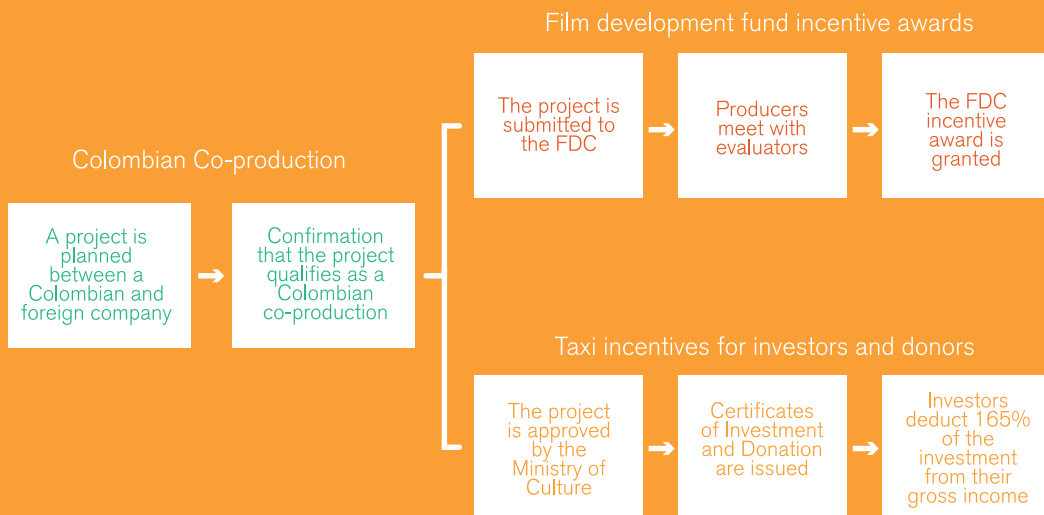 Film development fund incentive awards
The project is
submitted to
the FDC
Producers
meet with
evaluators
The FDC
incentive
award is
granted
Colombian Co-production
A project is
planned
between a
Colombian and
foreign company
Confirmation
that the project
qualifies as a
Colombian
co-production
Taxi incentives for investors and donors
The project
is approved
by the
Ministry of
Culture
Certificates
of Investment
and Donation
are issued
Investors
deduct 165%
of the
investment
from their
gross income